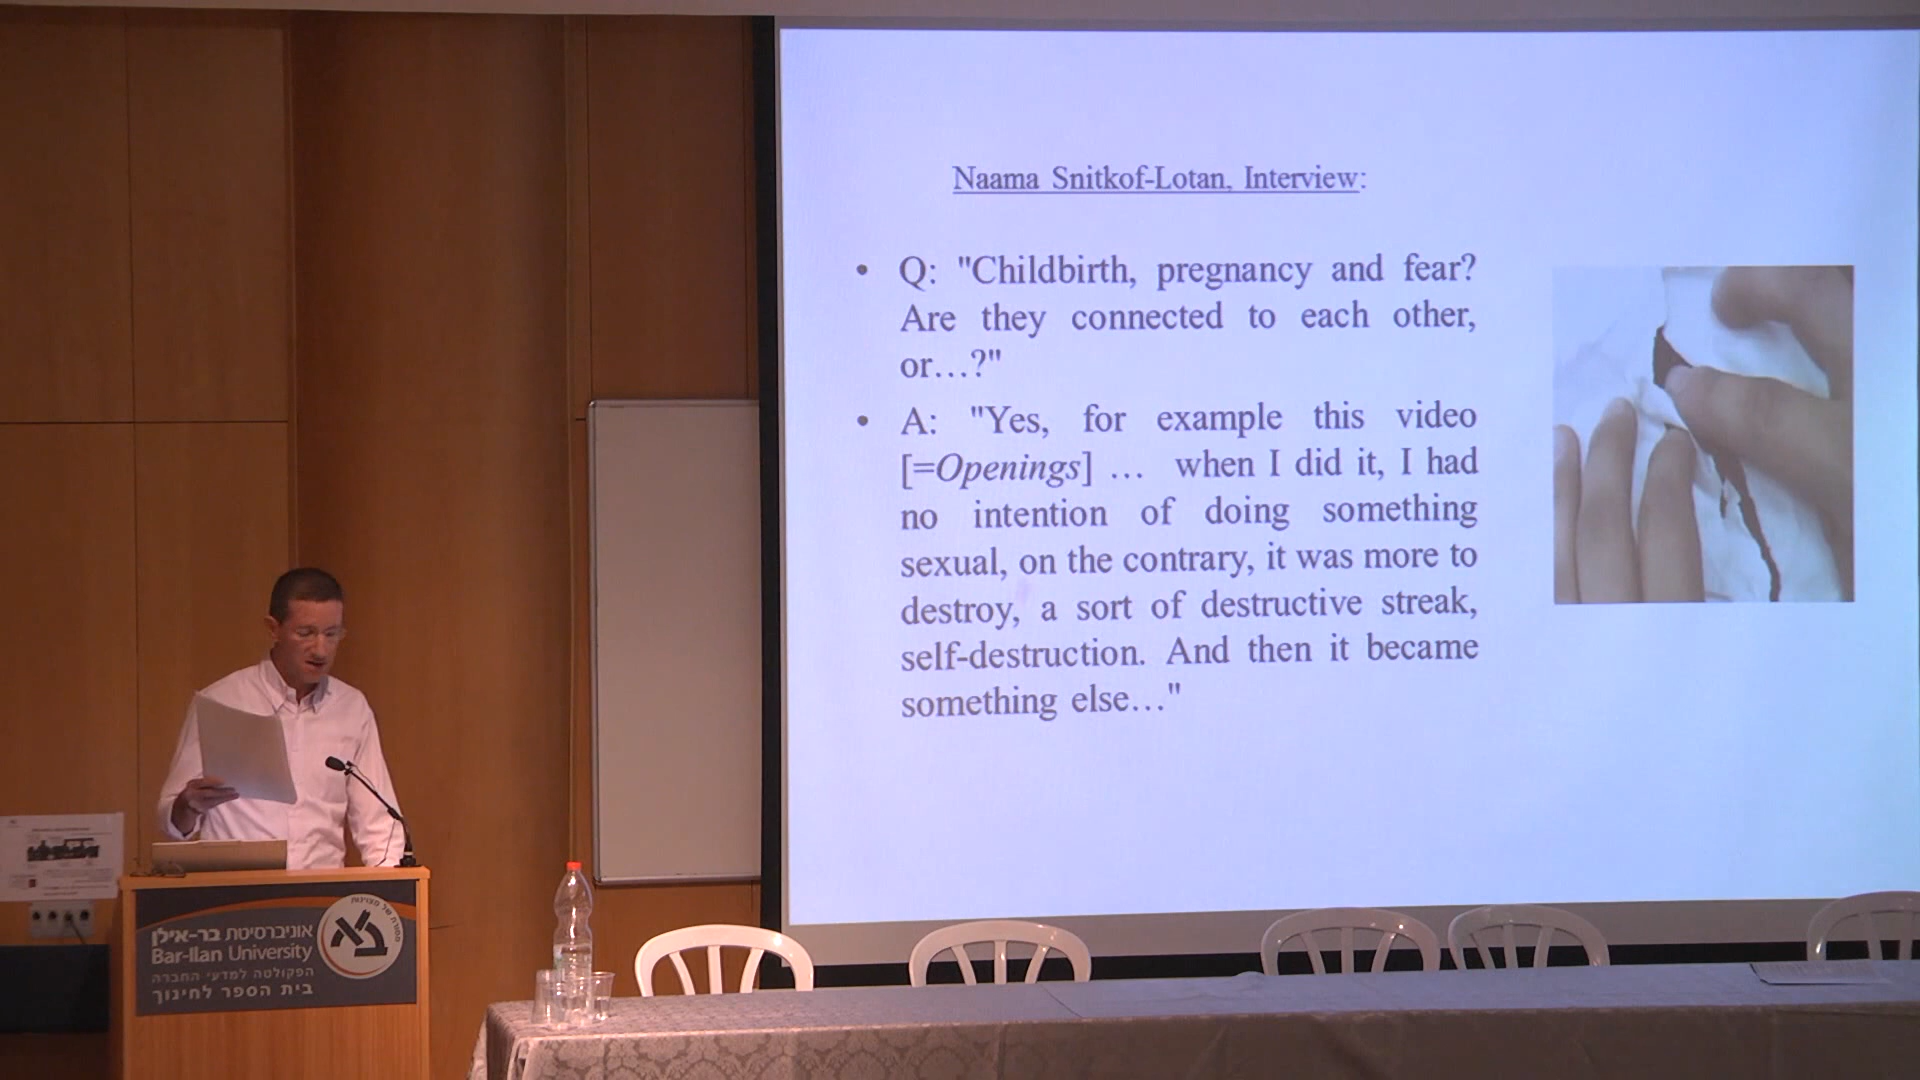 Naama Snitkof-Lotan, Interview:
• Q: "Childbirth, pregnancy and fear?
Are they connected to each other,
or…?"
• A: "Yes, for example this video
[=Openings] … when I did it, I had
no intention of doing something
sexual, on the contrary, it was more to
destroy, a sort of destructive streak,
self-destruction. And then it became
something else…"
אוניברסיטת בר-אילן
Bar-Ilan University
הפקולטה למדעי החברה
בית הספר לחינוך